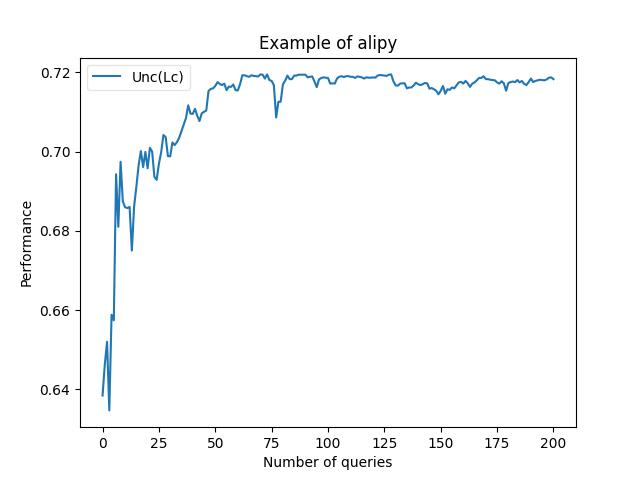 Example of alipy
Unc(Lc)
Performance
0.72
0.70
0.68
0.66
0.64
0 25 50 75 100 125 150 175 200
Number of queries